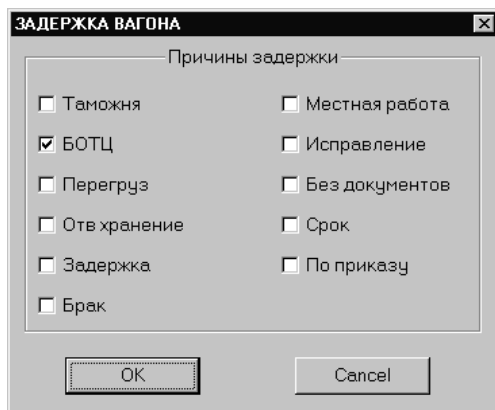 ЗАДЕРЖКА ВАГОНА
Причины задержки
Таможня
БОТЦ
Перегруз
Отв хранение
Задержка
Брак
Местная работа
Исправление
Без документов
Срок
По приказу
OK
Cancel